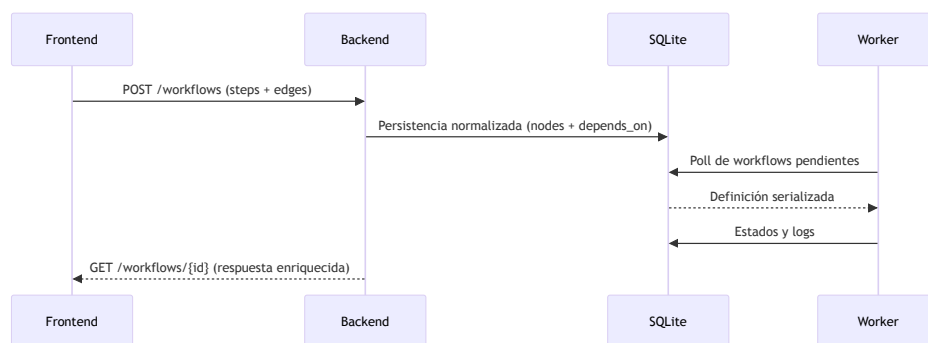 Frontend
Backend
SQLite
Worker
POST /workflows (steps + edges)
Persistencia normalizada (nodes + depends_on)
Poll de workflows pendientes
Definición serializada
Estados y logs
GET /workflows/{id} (respuesta enriquecida)
Frontend
Backend
SQLite
Worker